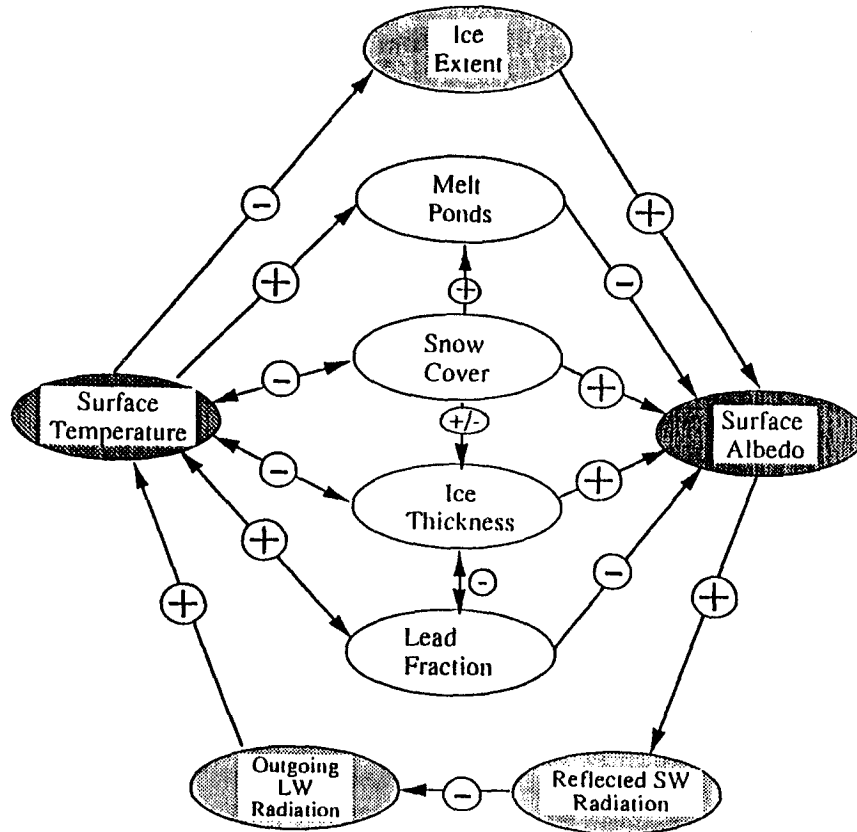 Ice
Extent
-
+
Melt
Ponds
+
-
+
Snow
Cover
-
+
Surface
Temperature
+/-
Surface
Albedo
-
Ice
Thickness
+
+
-
-
Lead
Fraction
+
+
Outgoing
LW
Radiation
-
Reflected SW
Radiation